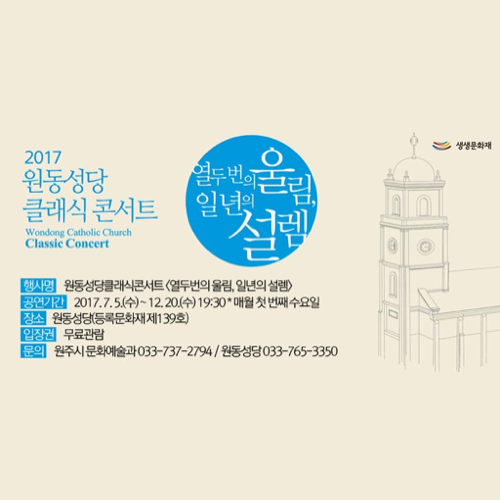 2017
원동성당
클래식 콘서트
Wondong Catholic Church
Classic Concert
열두번의 울림,
일년의 설렘
생생문화재
행사명 원동성당클래식콘서트 <열두번의 울림, 일년의 설렘>
공연기간 2017. 7. 5.(수) ~ 12. 20.(수) 19:30 * 매월 첫 번째 수요일
장소 원동성당(등록문화재 제139호)
입장권 무료관람
문의 원주시 문화예술과 033-737-2794 / 원동성당 033-765-3350